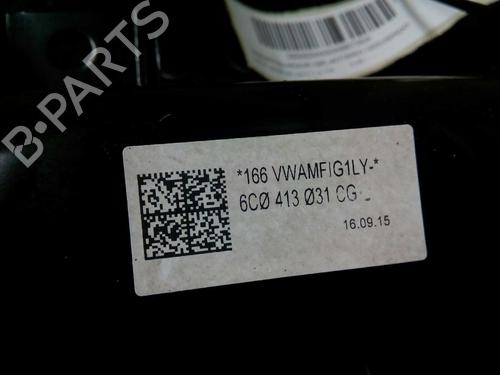 B-PARTS
*166 VWAMFIG1LY-*
6CØ 413 Ø31 CG
16.09.15